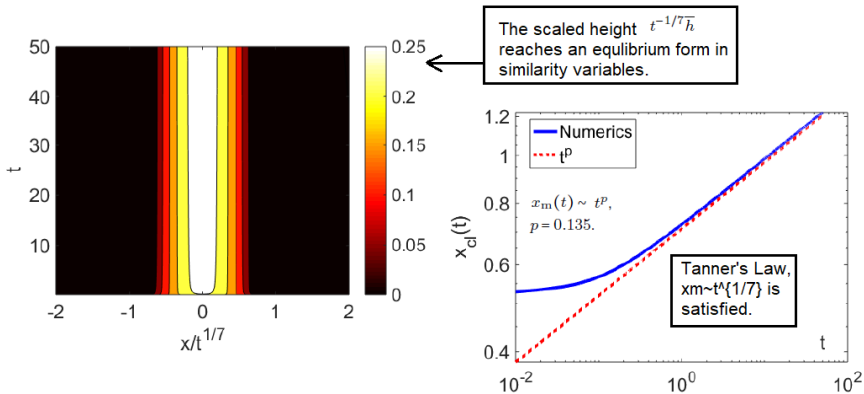 The scaled height t^{-1/7} h̅
reaches an equlibrium form in
similarity variables.
50
40
30
20
10
t
-2 -1 0 1 2
x/t^{1/7}
0.25
0.2
0.15
0.1
0.05
0
1.2
1
0.8
0.6
0.4
x_{cl}(t)
Numerics
t^p
x_m(t) ~ t^p,
p=0.135.
Tanner's Law,
xm~t^{1/7} is
satisfied.
t
10^{-2} 10^0 10^2